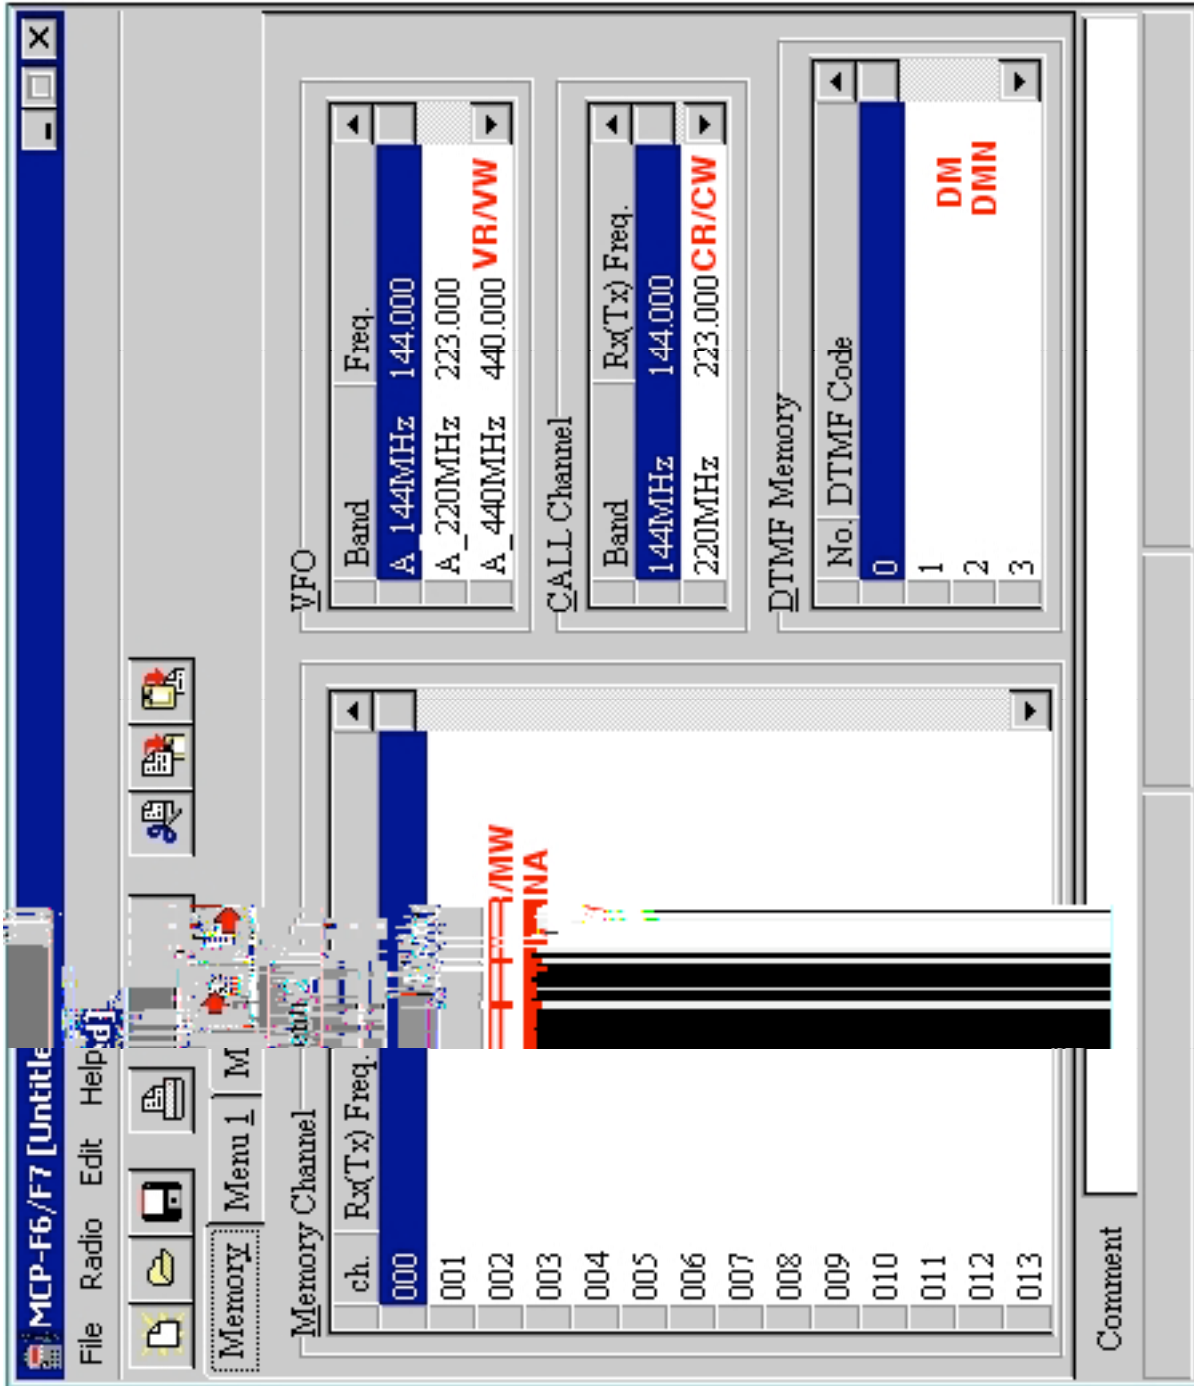 MCP-F6/F7 [Untitle
File Radio Edit Help
Memory Menu 1 M
Memory Channel
ch. Rx(Tx) Freq.
000
001
002
/MW
003
NA
004
005
006
007
008
009
010
011
012
013
VFO
Band Freq.
A_144MHz 144.000
A_220MHz 223.000
A_440MHz 440.000 VR/VW
CALL Channel
Band Rx(Tx) Freq.
144MHz 144.000
220MHz 223.000 CR/CW
DTMF Memory
No. DTMF Code
0
1
DM
2
DMN
3
Comment